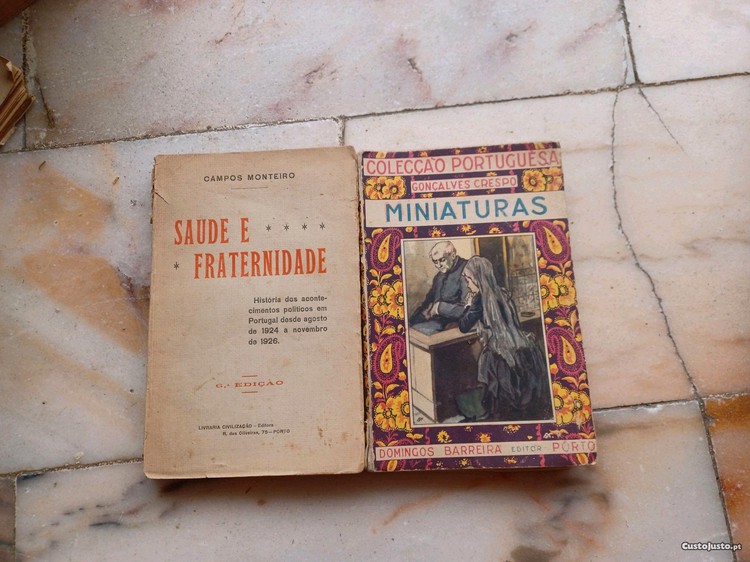 CAMPOS MONTEIRO
SAUDE E * * * *
* FRATERNIDADE
História dos aconte-
cimentos políticos em
Portugal desde agosto
de 1924 a novembro
de 1926.
6.ª EDIÇÃO
LIVRARIA CIVILIZAÇÃO - Editora
R. das Oliveiras, 75 - PORTO
COLECÇÃO PORTUGUESA
GONÇALVES CRESPO
MINIATURAS
DOMINGOS BARREIRA EDITOR PÔRTO
CustoJusto.pt